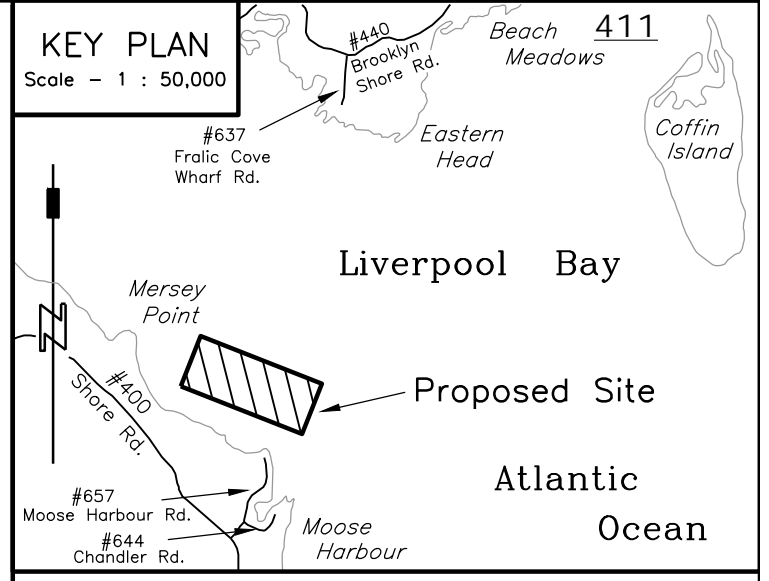 KEY PLAN
Scale - 1 : 50,000
#440
Brooklyn
Shore Rd.
Beach
Meadows
411
#637
Fralic Cove
Wharf Rd.
Eastern
Head
Coffin
Island
Liverpool Bay
Mersey
Point
N
#400
Shore Rd.
Proposed Site
Atlantic
Ocean
#657
Moose Harbour Rd.
#644
Chandler Rd.
Moose
Harbour